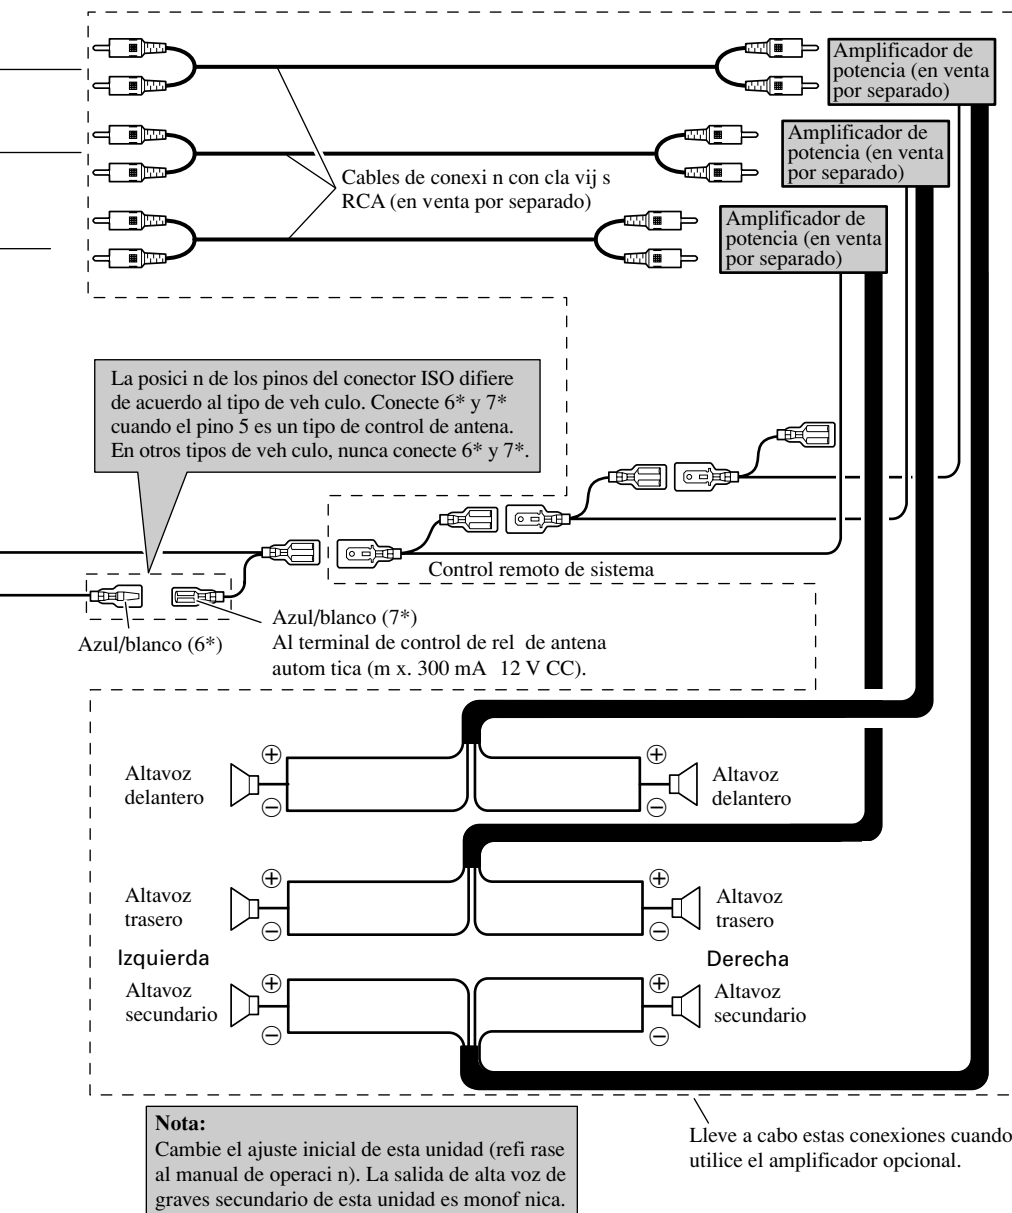 Amplificador de
potencia (en venta
por separado)
Amplificador de
potencia (en venta
por separado)
Cables de conexi n con cla vij s
RCA (en venta por separado)
Amplificador de
potencia (en venta
por separado)
La posici n de los pinos del conector ISO difiere
de acuerdo al tipo de veh culo. Conecte 6* y 7*
cuando el pino 5 es un tipo de control de antena.
En otros tipos de veh culo, nunca conecte 6* y 7*.
Control remoto de sistema
Azul/blanco (6*)
Azul/blanco (7*)
Al terminal de control de rel de antena
autom tica (m x. 300 mA 12 V CC).
+
+
Altavoz
delantero
Altavoz
delantero
−
−
+
+
Altavoz
trasero
Altavoz
trasero
−
−
Izquierda
Derecha
+
+
Altavoz
secundario
Altavoz
secundario
−
−
Nota:
Cambie el ajuste inicial de esta unidad (refi rase
al manual de operaci n). La salida de alta voz de
graves secundario de esta unidad es monof nica.
Lleve a cabo estas conexiones cuando
utilice el amplificador opcional.